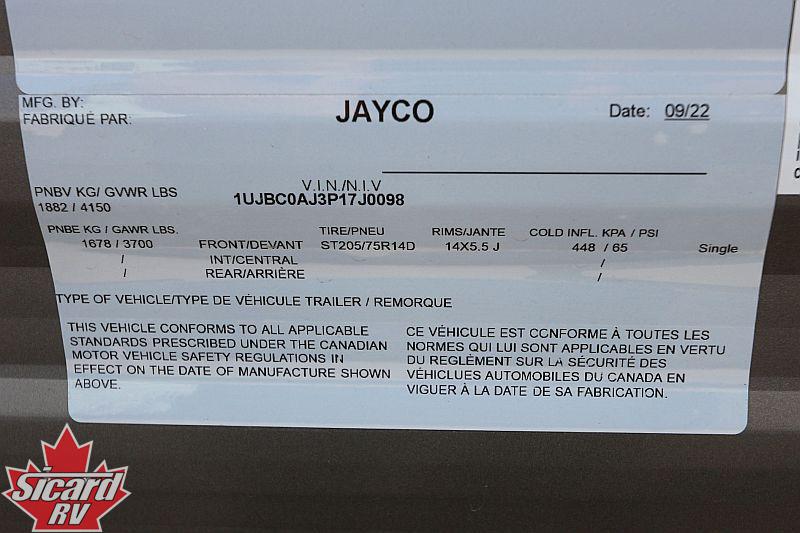 MFG. BY:
FABRIQUÉ PAR:
JAYCO
Date: 09/22
V.I.N./N.I.V
1UJBC0AJ3P17J0098
PNBV KG/ GVWR LBS.
1882 / 4150
PNBE KG / GAWR LBS. TIRE/PNEU RIMS/JANTE COLD INFL. KPA / PSI
1678 / 3700 FRONT/DEVANT ST205/75R14D 14X5.5 J 448 / 65 Single
/ INT/CENTRAL /
/ REAR/ARRIÈRE /
TYPE OF VEHICLE/TYPE DE VÉHICULE TRAILER / REMORQUE
THIS VEHICLE CONFORMS TO ALL APPLICABLE
STANDARDS PRESCRIBED UNDER THE CANADIAN
MOTOR VEHICLE SAFETY REGULATIONS IN
EFFECT ON THE DATE OF MANUFACTURE SHOWN
ABOVE.
CE VÉHICULE EST CONFORME À TOUTES LES
NORMES QUI LUI SONT APPLICABLES EN VERTU
DU REGLÈMENT SUR LA SÉCURITÉ DES
VÉHICLUES AUTOMOBILES DU CANADA EN
VIGUER À LA DATE DE SA FABRICATION.
Sicard
RV